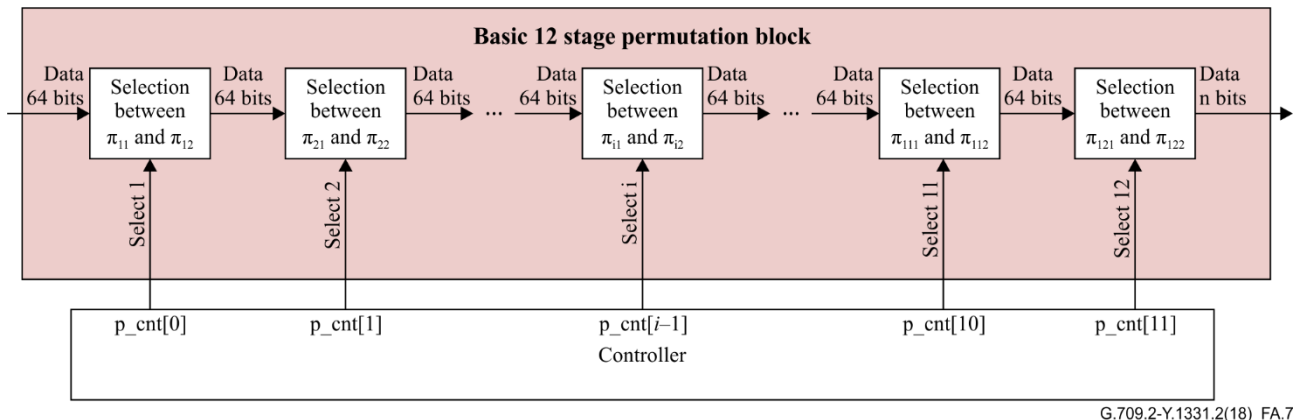 Basic 12 stage permutation block
Data
64 bits
Selection
between
π₁₁ and π₁₂
Data
64 bits
Selection
between
π₂₁ and π₂₂
Data
64 bits
...
Data
64 bits
Selection
between
πᵢ₁ and πᵢ₂
Data
64 bits
...
Data
64 bits
Selection
between
π₁₁₁ and π₁₁₂
Data
64 bits
Selection
between
π₁₂₁ and π₁₂₂
Data
n bits
Select 1
Select 2
Select i
Select 11
Select 12
p_cnt[0]
p_cnt[1]
p_cnt[i–1]
p_cnt[10]
p_cnt[11]
Controller
G.709.2-Y.1331.2(18)_FA.7